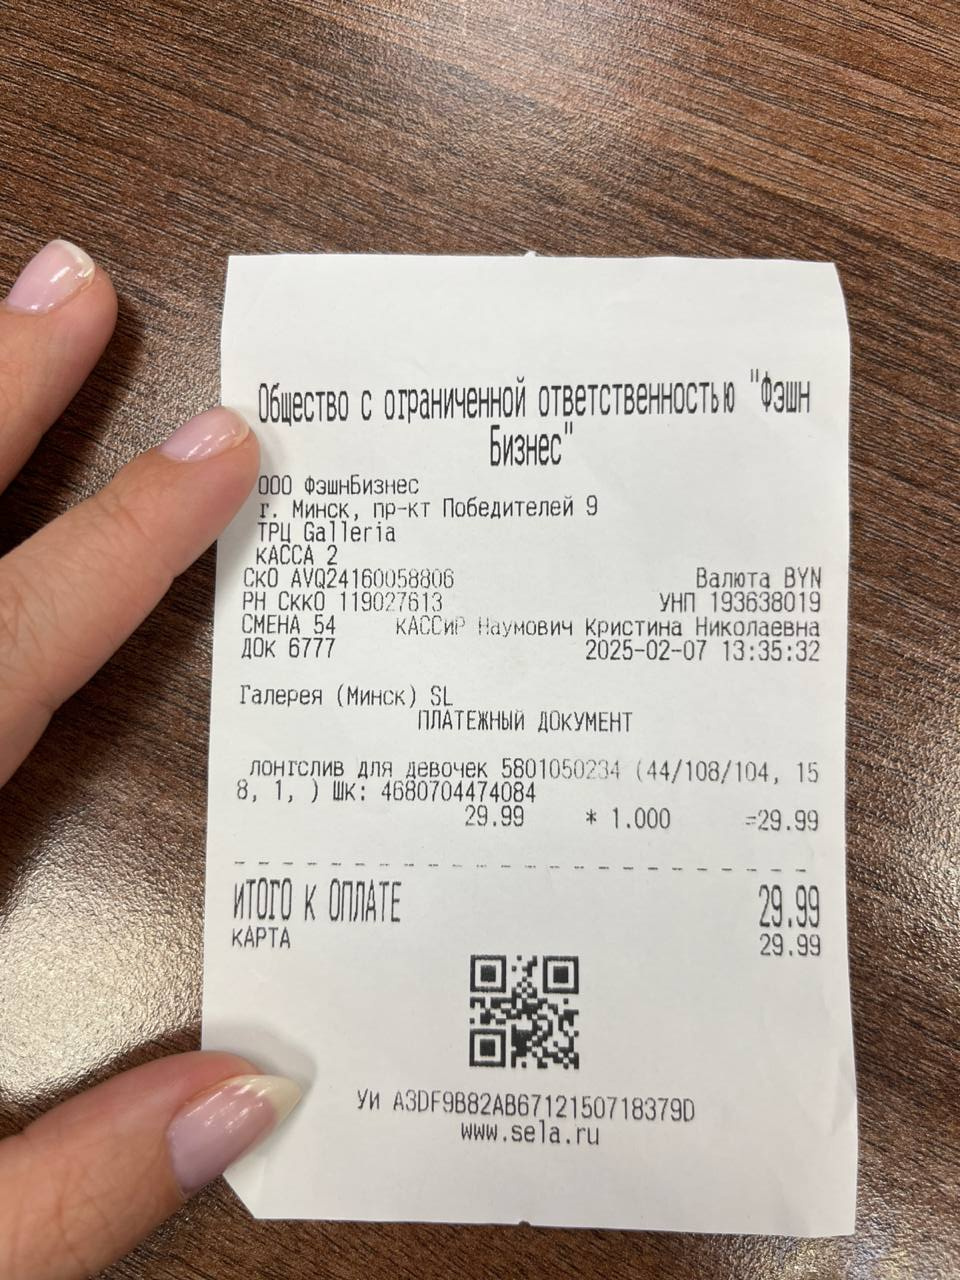 Общество с ограниченной ответственностью "Фэшн
Бизнес"
ООО ФэшнБизнес
г. Минск, пр-кт Победителей 9
ТРЦ Galleria
КАССА 2
СКО AVQ24160058806 Валюта BYN
РН СККО 119027613 УНП 193638019
СМЕНА 54 КАССИР Наумович Кристина Николаевна
ДОК 6777 2025-02-07 13:35:32
Галерея (Минск) SL
ПЛАТЕЖНЫЙ ДОКУМЕНТ
лонгслив для девочек 5801050234 (44/108/104, 15
8, 1, ) ШК: 4680704474084
29.99 * 1.000 =29.99
ИТОГО К ОПЛАТЕ 29.99
КАРТА 29.99
УИ A3DF9B82AB6712150718379D
www.sela.ru